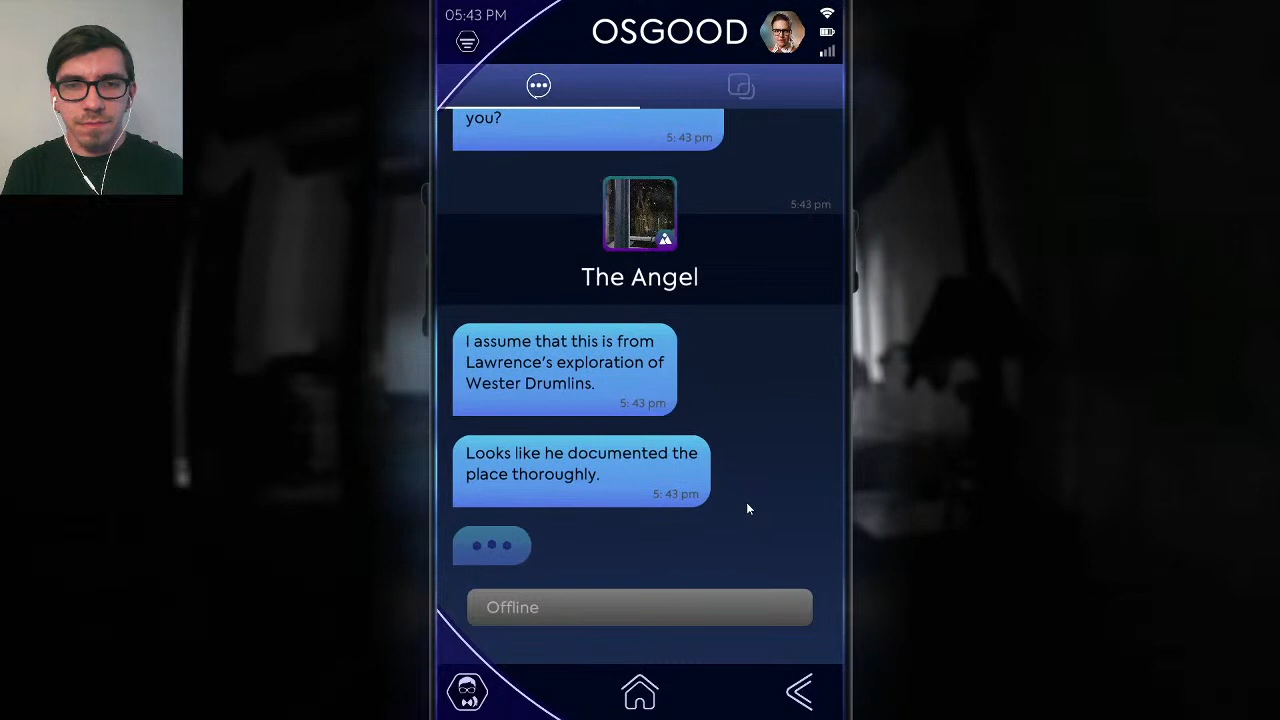 05:43 PM
OSGOOD
you?
5: 43 pm
5:43 pm
The Angel
I assume that this is from
Lawrence's exploration of
Wester Drumlins.
5: 43 pm
Looks like he documented the
place thoroughly.
5: 43 pm
Offline